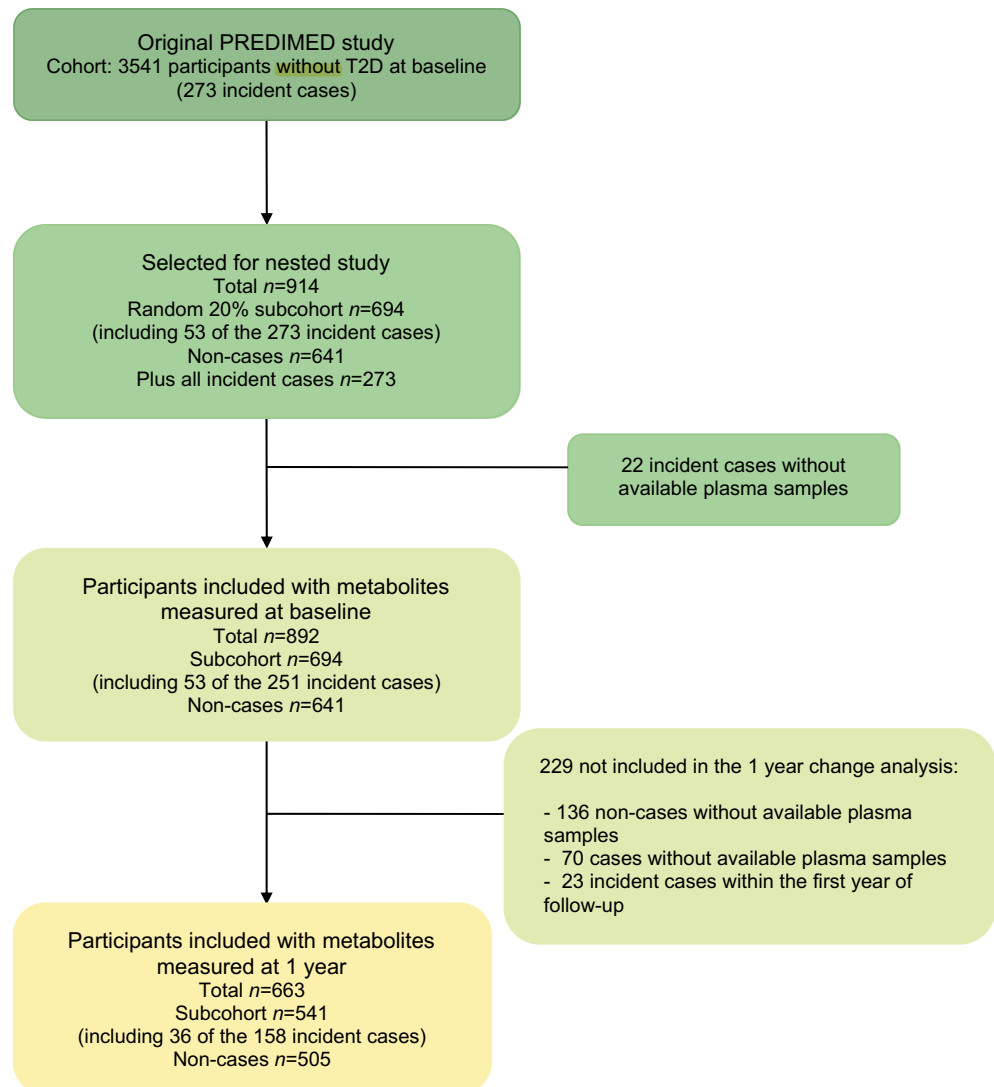 Original PREDIMED study
Cohort: 3541 participants without T2D at baseline
(273 incident cases)
Selected for nested study
Total n=914
Random 20% subcohort n=694
(including 53 of the 273 incident cases)
Non-cases n=641
Plus all incident cases n=273
22 incident cases without
available plasma samples
Participants included with metabolites
measured at baseline
Total n=892
Subcohort n=694
(including 53 of the 251 incident cases)
Non-cases n=641
229 not included in the 1 year change analysis:
- 136 non-cases without available plasma
samples
- 70 cases without available plasma samples
- 23 incident cases within the first year of
follow-up
Participants included with metabolites
measured at 1 year
Total n=663
Subcohort n=541
(including 36 of the 158 incident cases)
Non-cases n=505